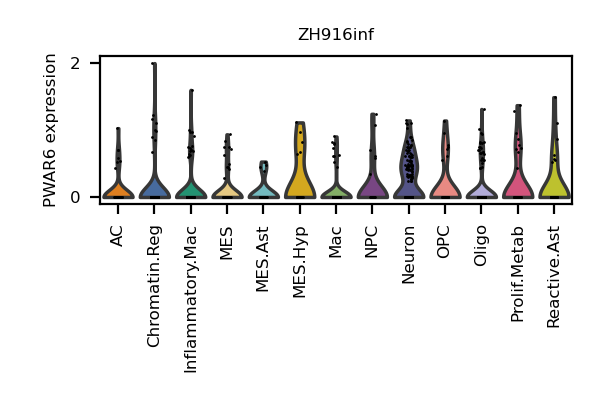 ZH916inf
PWAR6 expression
2
0
AC
Chromatin.Reg
Inflammatory.Mac
MES
MES.Ast
MES.Hyp
Mac
NPC
Neuron
OPC
Oligo
Prolif.Metab
Reactive.Ast